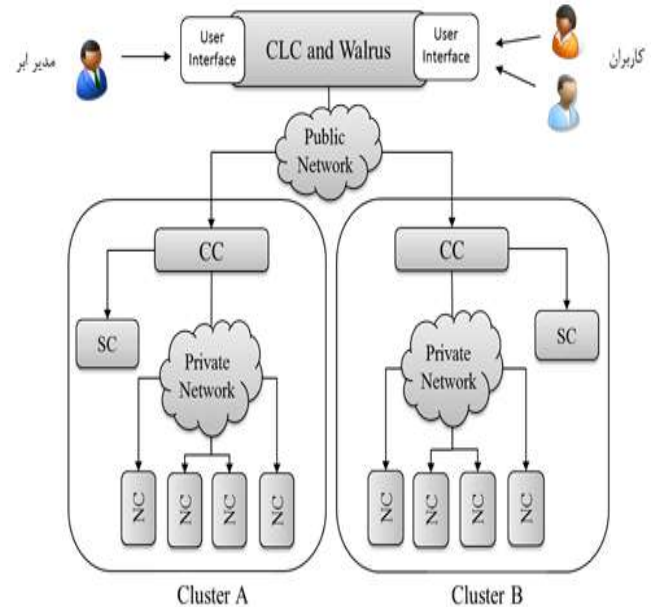 مدیر ابر
User
Interface
CLC and Walrus
User
Interface
کاربران
Public
Network
CC
CC
SC
SC
Private
Network
Private
Network
NC
NC
NC
NC
NC
NC
NC
NC
Cluster A
Cluster B